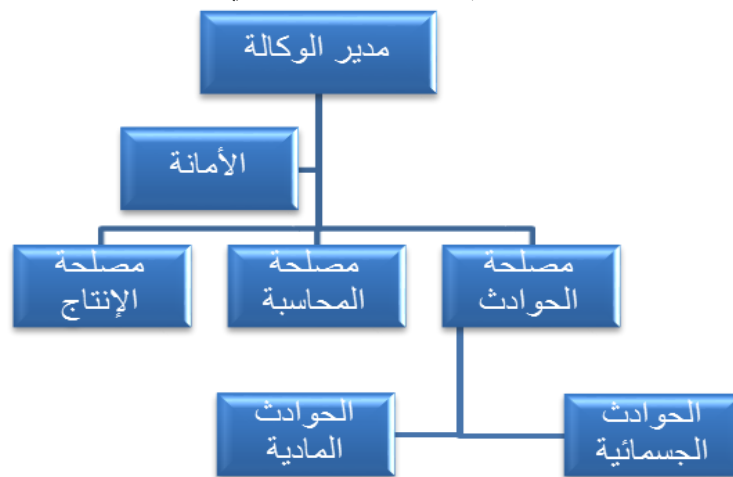 مدير الوكالة
الأمانة
مصلحة
الحوادث
مصلحة
المحاسبة
مصلحة
الإنتاج
الحوادث
الجسمائية
الحوادث
المادية